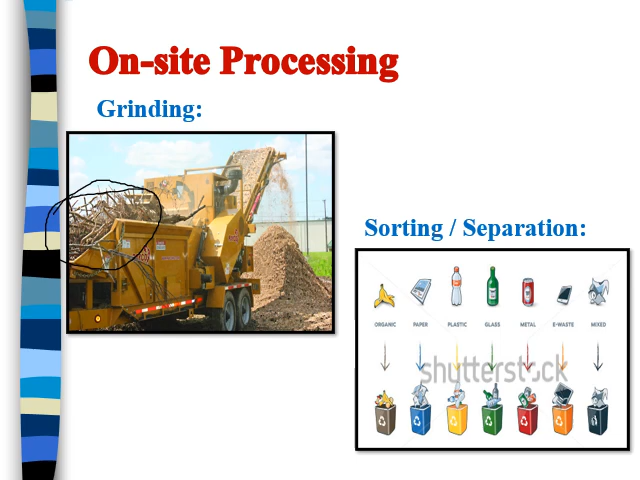 On-site Processing
Grinding:
Sorting / Separation:
ORGANIC PAPER PLASTIC GLASS METAL E-WASTE MIXED
shutterstock